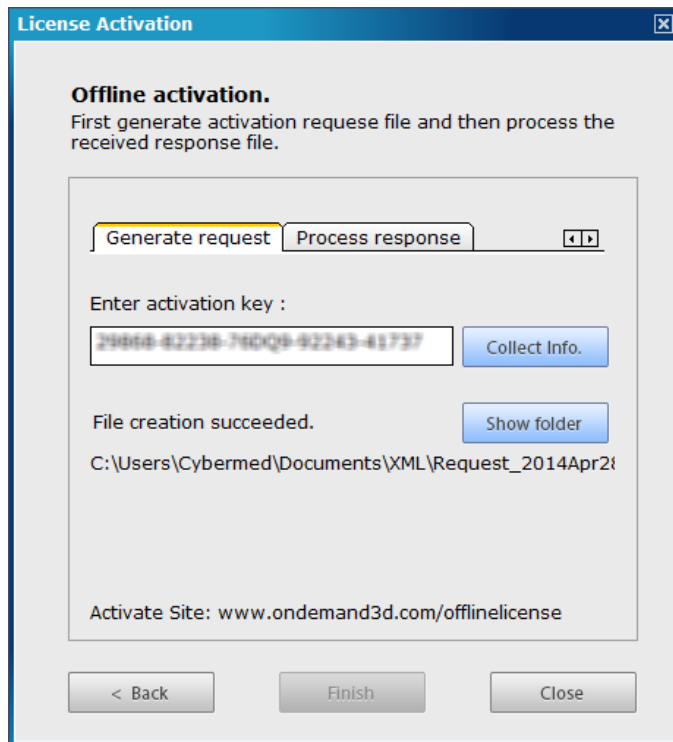 License Activation
Offline activation.
First generate activation requese file and then process the
received response file.
Generate request Process response
Enter activation key :
Collect Info.
File creation succeeded. Show folder
C:\Users\Cybermed\Documents\XML\Request_2014Apr28
Activate Site: www.ondemand3d.com/offlinelicense
< Back Finish Close